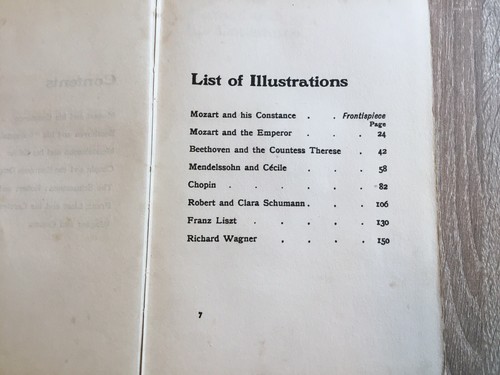 List of Illustrations
Mozart and his Constance . . Frontispiece
Page
Mozart and the Emperor . . . 24
Beethoven and the Countess Therese . 42
Mendelssohn and Cécile . . . 58
Chopin . . . . . 82
Robert and Clara Schumann . . . 106
Franz Liszt . . . . 130
Richard Wagner . . . . 150
7